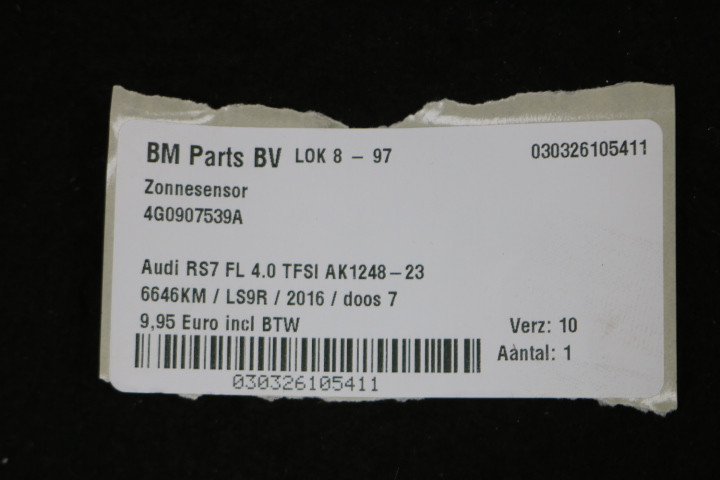 BM Parts BV LOK 8 - 97 030326105411
Zonnesensor
4G0907539A
Audi RS7 FL 4.0 TFSI AK1248-23
6646KM / LS9R / 2016 / doos 7
9,95 Euro incl BTW Verz: 10
Aantal: 1
030326105411